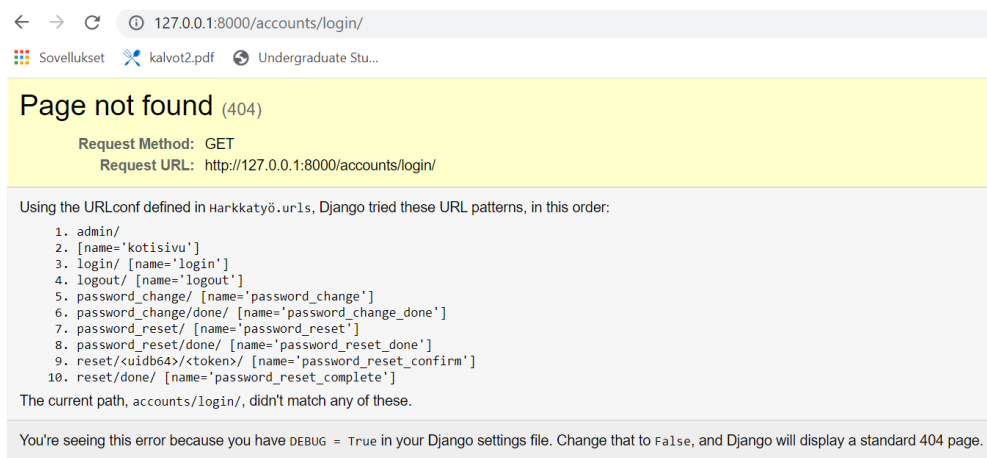 127.0.0.1:8000/accounts/login/
Sovellukset kalvot2.pdf Undergraduate Stu...
Page not found (404)
Request Method: GET
Request URL: http://127.0.0.1:8000/accounts/login/
Using the URLconf defined in Harkkatyö.urls, Django tried these URL patterns, in this order:
1. admin/
2. [name='kotisivu']
3. login/ [name='login']
4. logout/ [name='logout']
5. password_change/ [name='password_change']
6. password_change/done/ [name='password_change_done']
7. password_reset/ [name='password_reset']
8. password_reset/done/ [name='password_reset_done']
9. reset/<uidb64>/<token>/ [name='password_reset_confirm']
10. reset/done/ [name='password_reset_complete']
The current path, accounts/login/, didn't match any of these.
You're seeing this error because you have DEBUG = True in your Django settings file. Change that to False, and Django will display a standard 404 page.